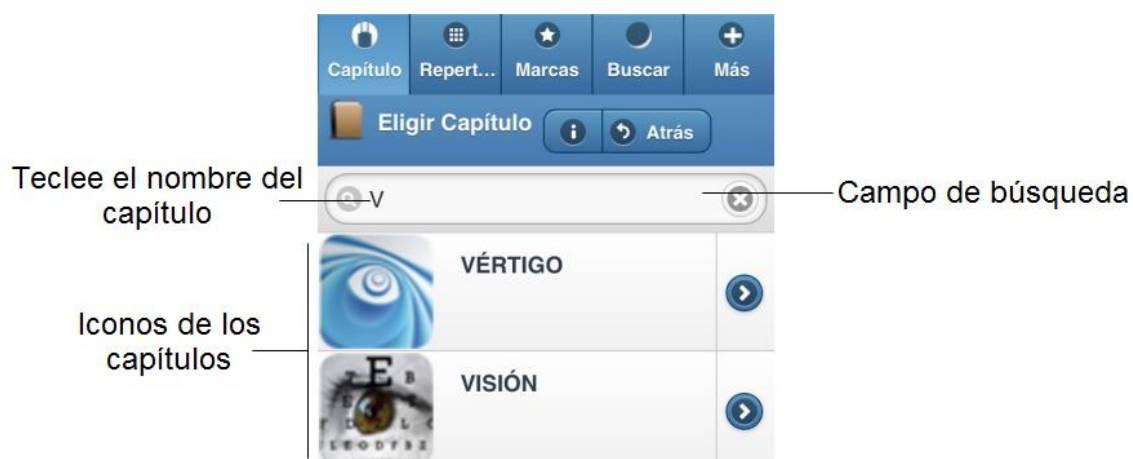 Capítulo Repert... Marcas Buscar Más
Eligir Capítulo i Atrás
Teclee el nombre del
capítulo
V
Campo de búsqueda
VÉRTIGO
Iconos de los
capítulos
VISIÓN
E